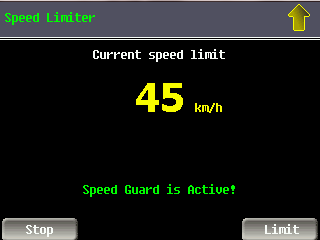 Speed Limiter
Current speed limit
45 km/h
Speed Guard is Active!
Stop
Limit